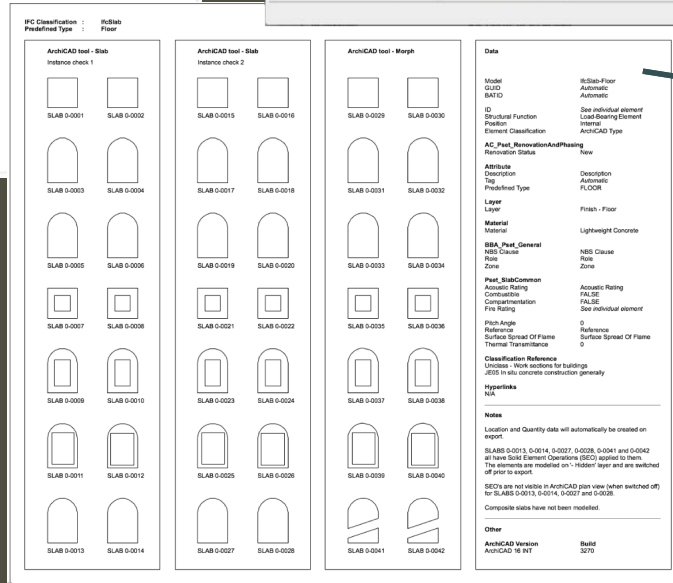 IFC Classification : IfcSlab
Predefined Type : Floor
ArchiCAD tool - Slab
Instance check 1
SLAB 0-0001 SLAB 0-0002
SLAB 0-0003 SLAB 0-0004
SLAB 0-0005 SLAB 0-0006
SLAB 0-0007 SLAB 0-0008
SLAB 0-0009 SLAB 0-0010
SLAB 0-0011 SLAB 0-0012
SLAB 0-0013 SLAB 0-0014
ArchiCAD tool - Slab
Instance check 2
SLAB 0-0015 SLAB 0-0016
SLAB 0-0017 SLAB 0-0018
SLAB 0-0019 SLAB 0-0020
SLAB 0-0021 SLAB 0-0022
SLAB 0-0023 SLAB 0-0024
SLAB 0-0025 SLAB 0-0026
SLAB 0-0027 SLAB 0-0028
ArchiCAD tool - Morph
SLAB 0-0029 SLAB 0-0030
SLAB 0-0031 SLAB 0-0032
SLAB 0-0033 SLAB 0-0034
SLAB 0-0035 SLAB 0-0036
SLAB 0-0037 SLAB 0-0038
SLAB 0-0039 SLAB 0-0040
SLAB 0-0041 SLAB 0-0042
Data
Model IfcSlab-Floor
GUID Automatic
BATID Automatic
ID See individual element
Structural Function Load-Bearing Element
Position Internal
Element Classification ArchiCAD Type
AC_Pset_RenovationAndPhasing
Renovation Status New
Attribute
Description Description
Tag Automatic
Predefined Type FLOOR
Layer
Layer Finish - Floor
Material
Material Lightweight Concrete
BBA_Pset_General
NBS Clause NBS Clause
Role Role
Zone Zone
Pset_SlabCommon
Acoustic Rating Acoustic Rating
Combustible FALSE
Compartmentation FALSE
Fire Rating See individual element
Pitch Angle 0
Reference Reference
Surface Spread Of Flame Surface Spread Of Flame
Thermal Transmittance 0
Classification Reference
Uniclass - Work sections for buildings
JE05 In situ concrete construction generally
Hyperlinks
N/A
Notes
Location and Quantity data will automatically be created on
export.
SLABS 0-0013, 0-0014, 0-0027, 0-0028, 0-0041 and 0-0042
all have Solid Element Operations (SEO) applied to them.
The elements are modelled on '- Hidden' layer and are switched
off prior to export.
SEO's are not visible in ArchiCAD plan view (when switched off)
for SLABS 0-0013, 0-0014, 0-0027 and 0-0028.
Composite slabs have not been modelled.
Other
ArchiCAD Version Build
ArchiCAD 16 INT 3270